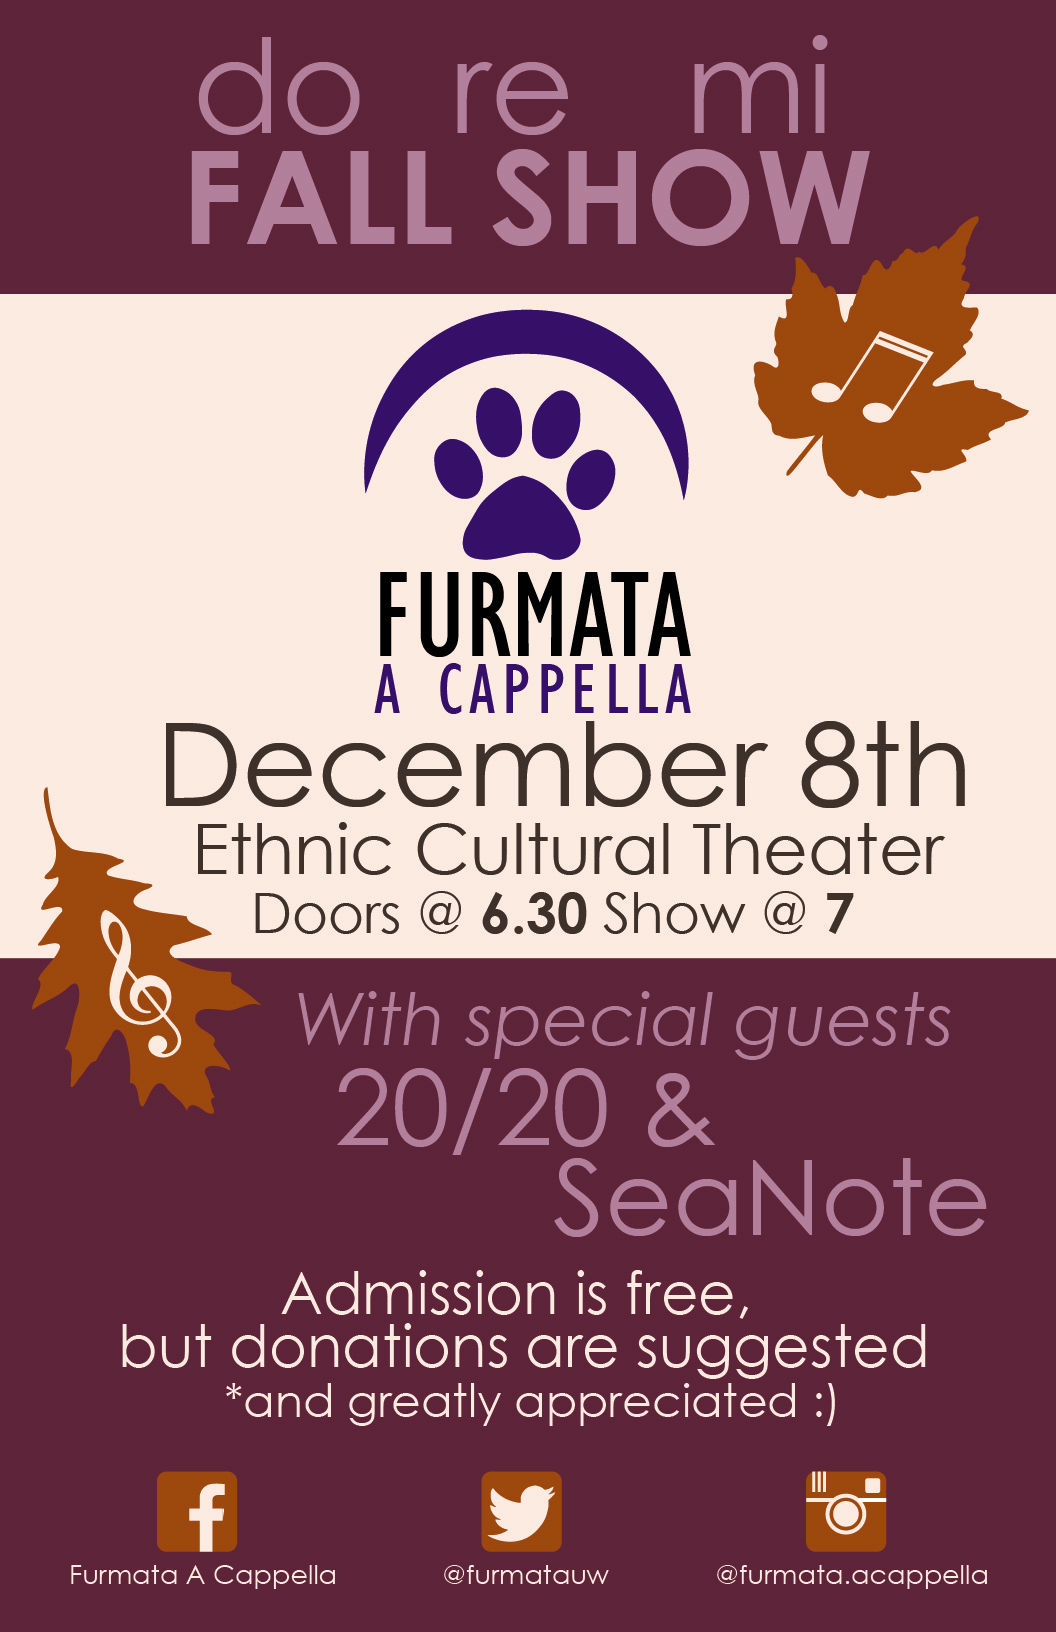 do re mi
FALL SHOW
FURMATA
A CAPPELLA
December 8th
Ethnic Cultural Theater
Doors @ 6.30 Show @ 7
With special guests
20/20 &
SeaNote
Admission is free,
but donations are suggested
*and greatly appreciated :)
Furmata A Cappella
@furmatauw
@furmata.acappella